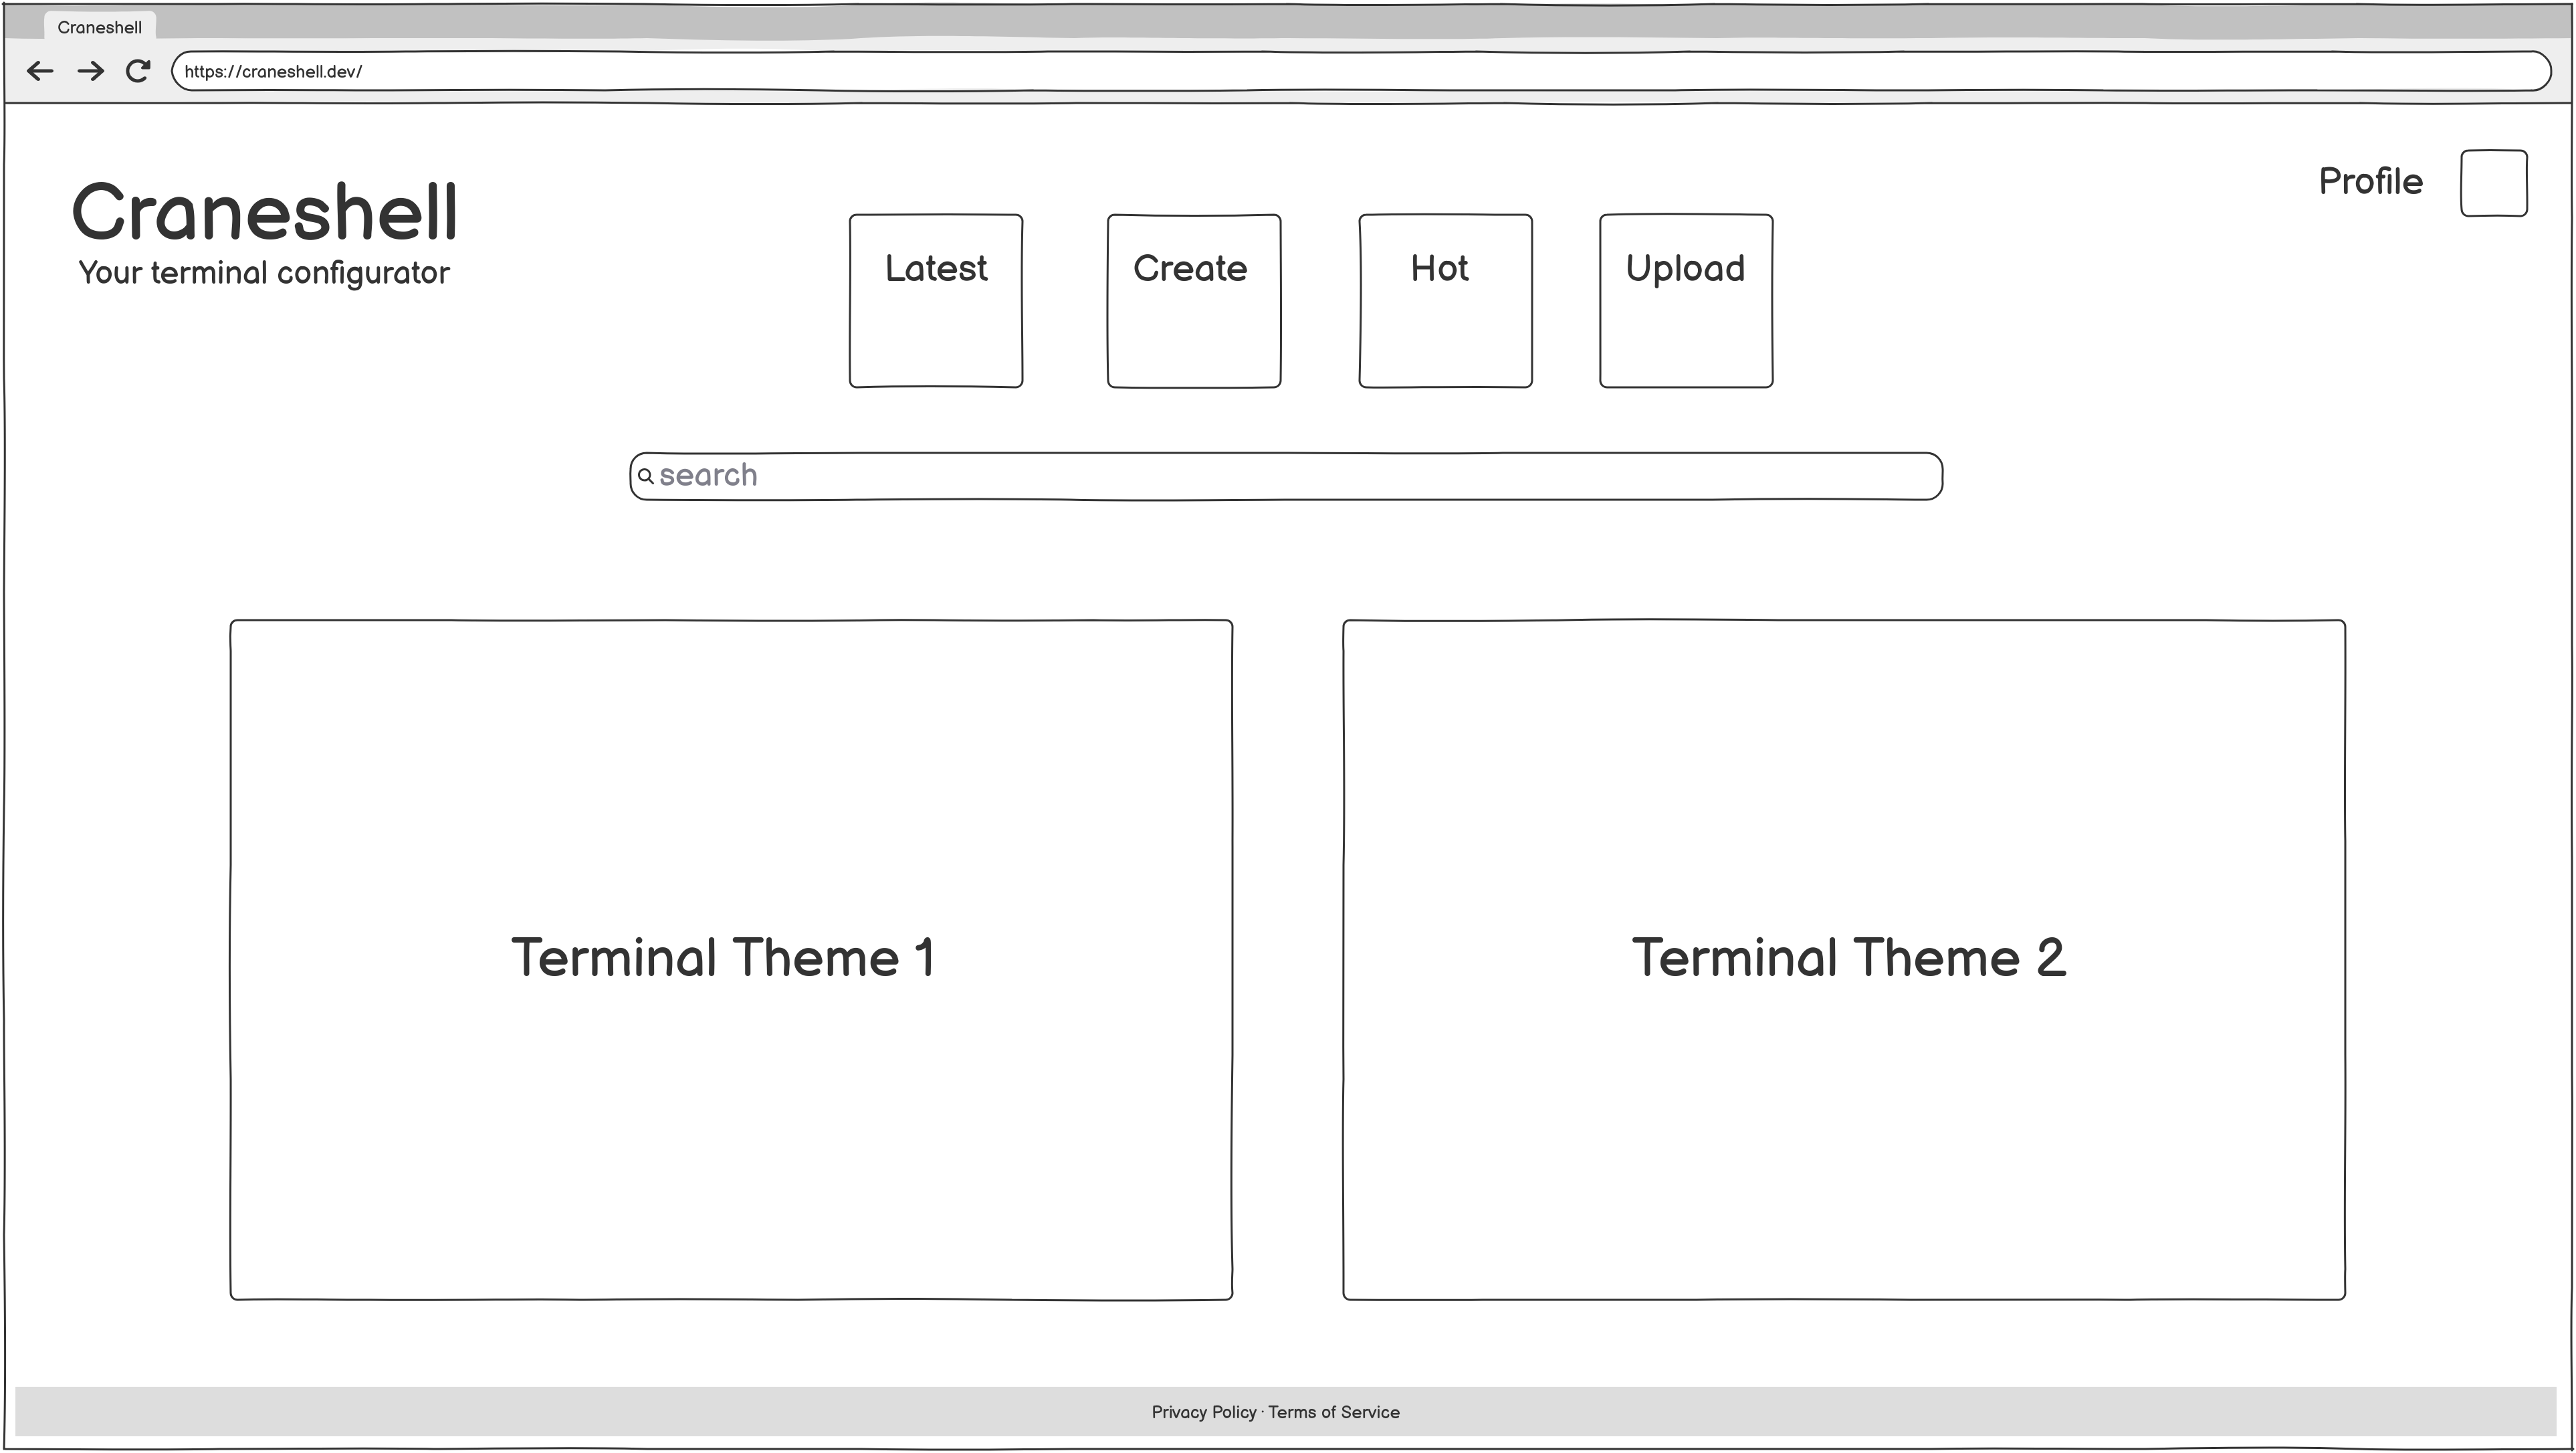 Craneshell
https://craneshell.dev/
Craneshell
Your terminal configurator
Profile
Latest
Create
Hot
Upload
search
Terminal Theme 1
Terminal Theme 2
Privacy Policy · Terms of Service